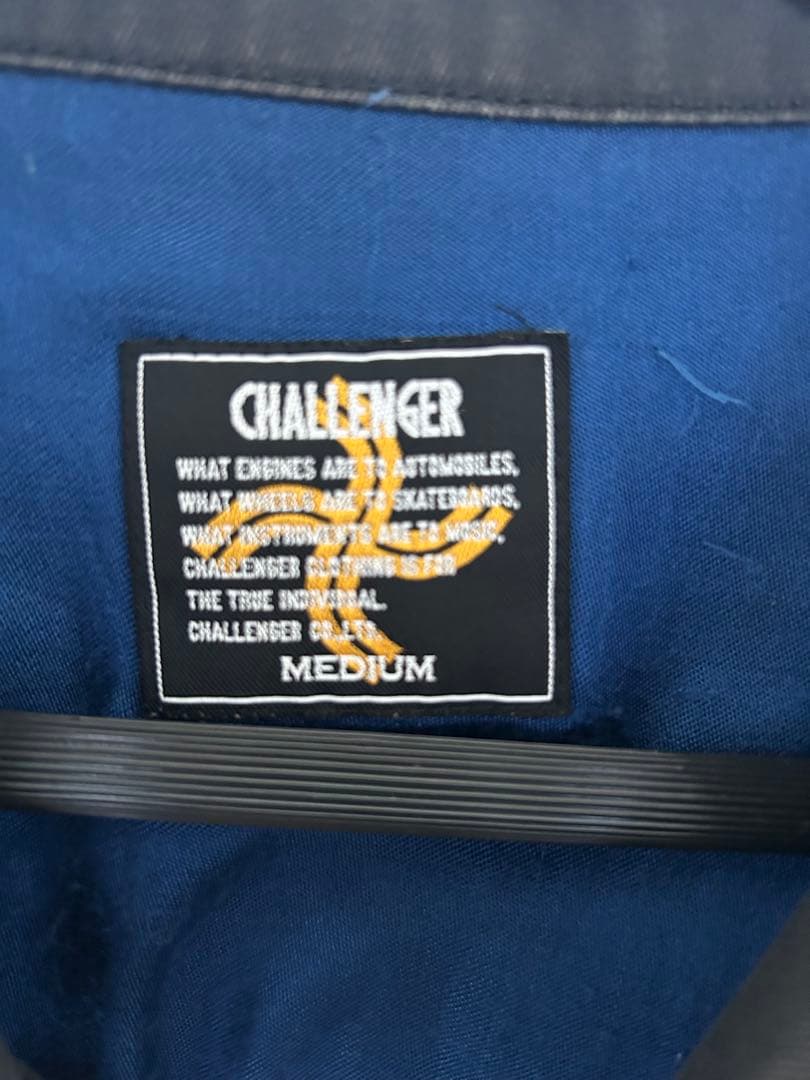 CHALLENGER
WHAT ENGINES ARE TO AUTOMOBILES,
WHAT WHEELS ARE TO SKATEBOARDS,
WHAT INSTRUMENTS ARE TO MUSIC,
CHALLENGER CLOTHING IS FOR
THE TRUE INDIVIDUAL.
CHALLENGER CO.,LTD.
MEDIUM